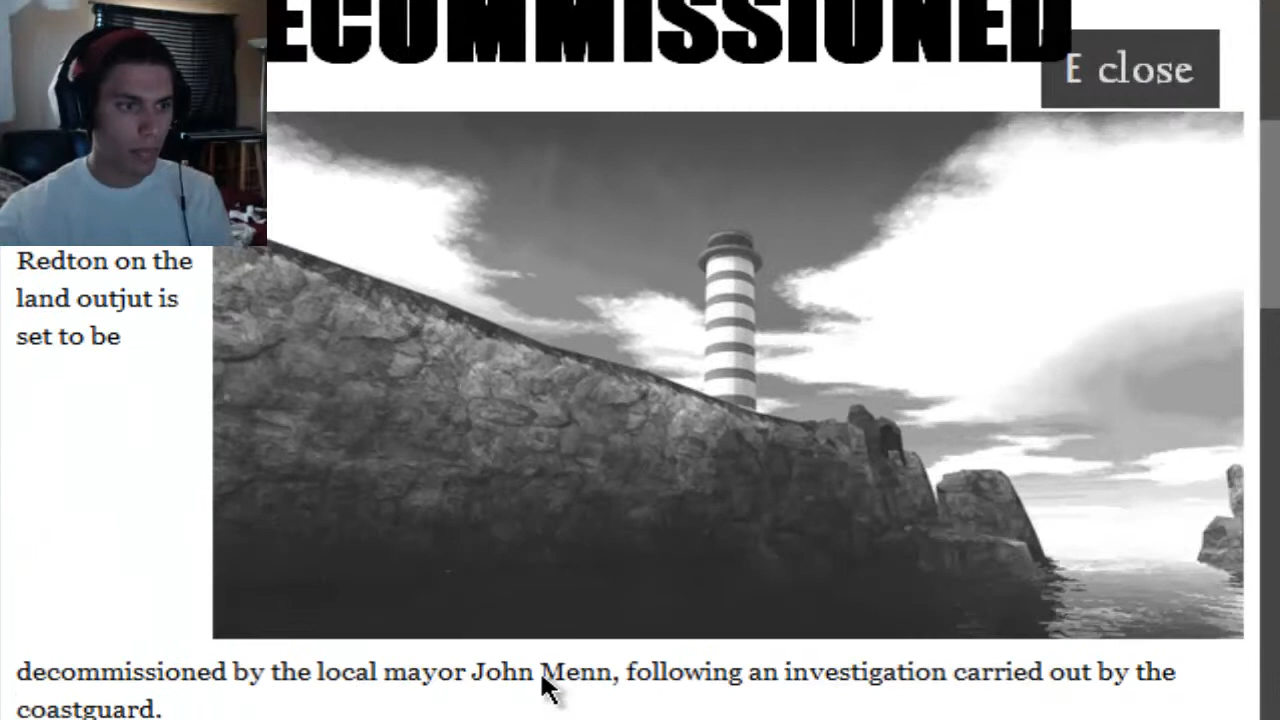 ECOMMISSIONED
E close
Redton on the
land outjut is
set to be
decommissioned by the local mayor John Menn, following an investigation carried out by the
coastguard.